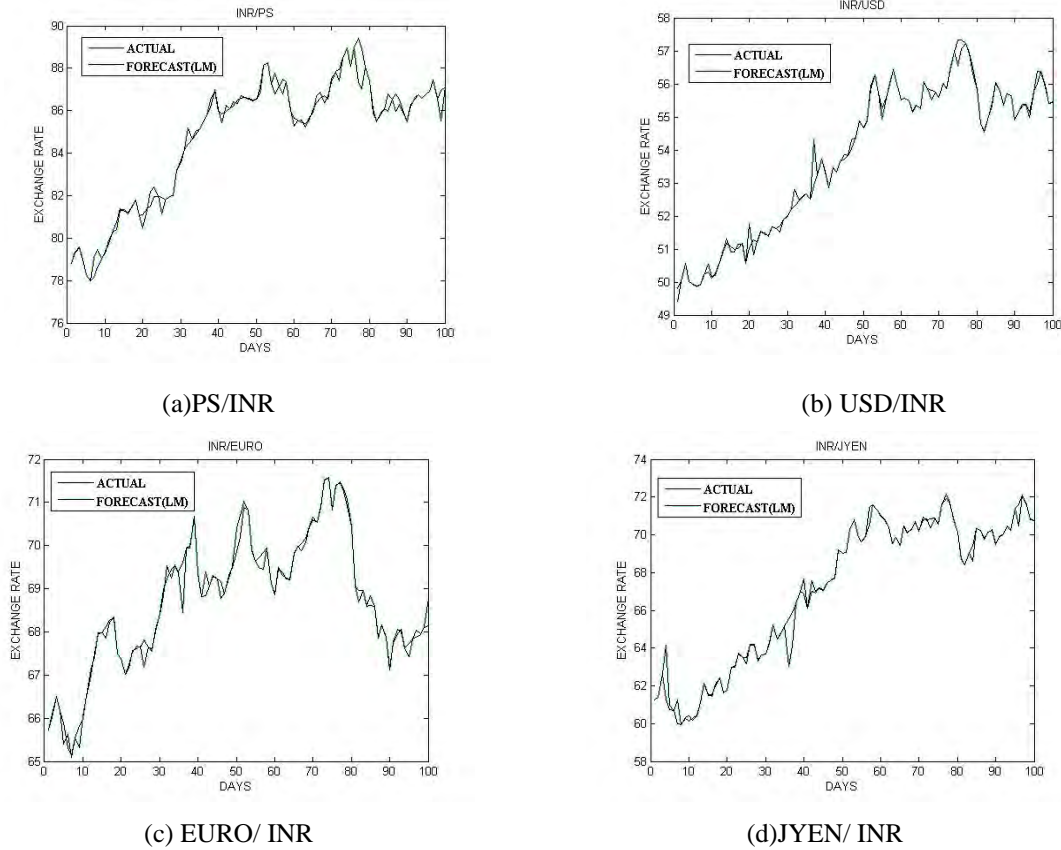 INR/PS
EXCHANGE RATE
90
88
86
84
82
80
78
76
ACTUAL
FORECAST(LM)
0 10 20 30 40 50 60 70 80 90 100
DAYS
(a)PS/INR
INR/USD
EXCHANGE RATE
58
57
56
55
54
53
52
51
50
49
ACTUAL
FORECAST(LM)
0 10 20 30 40 50 60 70 80 90 100
DAYS
(b) USD/INR
INR/EURO
EXCHANGE RATE
72
71
70
69
68
67
66
65
ACTUAL
FORECAST(LM)
0 10 20 30 40 50 60 70 80 90 100
DAYS
(c) EURO/ INR
INR/JYEN
EXCHANGE RATE
74
72
70
68
66
64
62
60
58
ACTUAL
FORECAST(LM)
0 10 20 30 40 50 60 70 80 90 100
DAYS
(d)JYEN/ INR